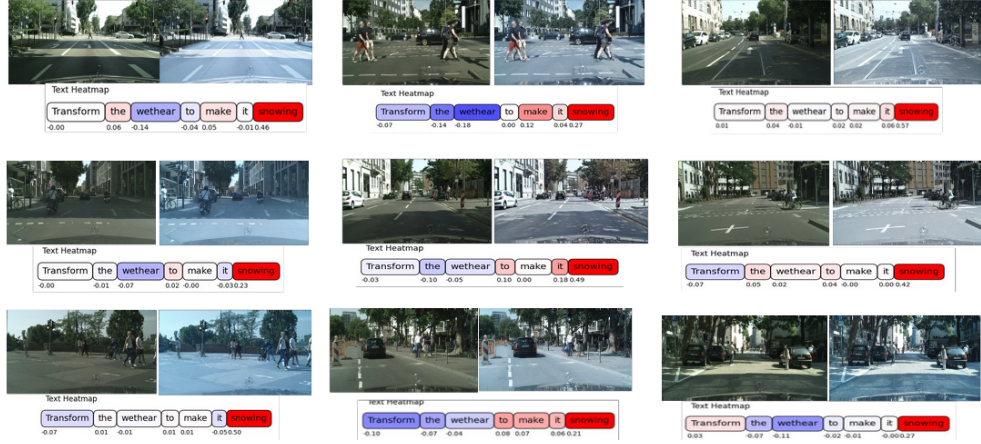 Text Heatmap
Transform the wethear to make it snowing
-0.00 0.06 -0.14 -0.04 0.05 -0.01 0.46
Text Heatmap
Transform the wethear to make it snowing
-0.07 -0.14 -0.18 0.00 0.12 0.04 0.27
Text Heatmap
Transform the wethear to make it snowing
0.01 0.04 -0.01 0.02 0.02 0.06 0.57
Text Heatmap
Transform the wethear to make it snowing
-0.00 -0.01 -0.07 0.02 -0.00 -0.03 0.23
Text Heatmap
Transform the wethear to make it snowing
-0.03 -0.10 -0.05 0.10 0.00 0.18 0.49
Text Heatmap
Transform the wethear to make it snowing
-0.07 0.05 0.02 0.04 -0.00 0.00 0.42
Text Heatmap
Transform the wethear to make it snowing
-0.07 0.01 -0.01 0.01 0.01 -0.05 0.50
Text Heatmap
Transform the wethear to make it snowing
-0.10 -0.07 -0.04 0.08 0.07 0.06 0.21
Text Heatmap
Transform the wethear to make it snowing
0.03 -0.07 -0.11 -0.02 -0.01 -0.00 0.27